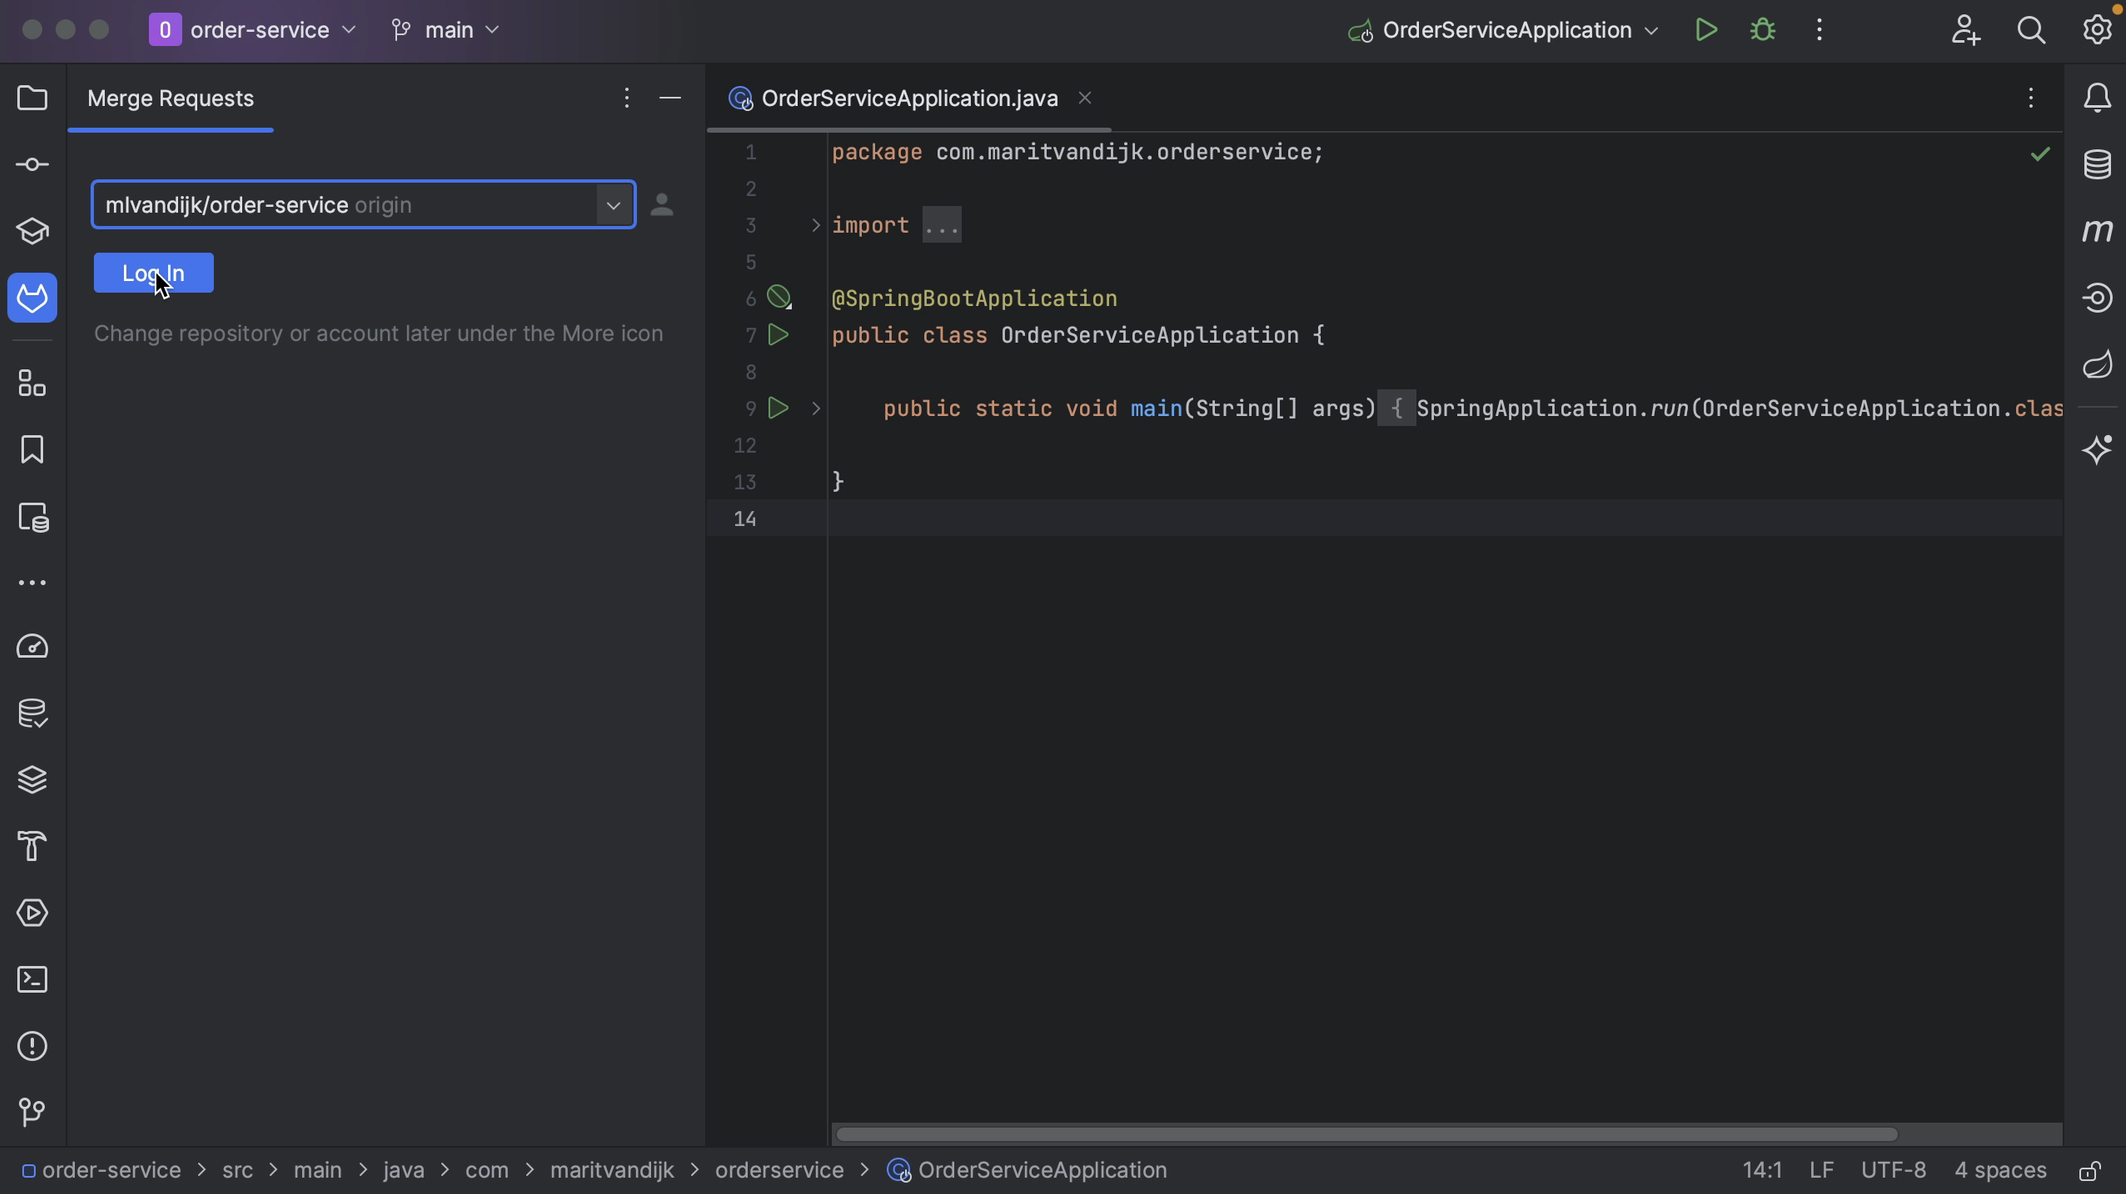 O order-service main OrderServiceApplication
Merge Requests
OrderServiceApplication.java
mlvandijk/order-service origin
Log In
Change repository or account later under the More icon
1 package com.maritvandijk.orderservice;
2
3 import ...
5
6 @SpringBootApplication
7 public class OrderServiceApplication {
8
9 public static void main(String[] args) { SpringApplication.run(OrderServiceApplication.clas
12
13 }
14
m
order-service > src > main > java > com > maritvandijk > orderservice > OrderServiceApplication 14:1 LF UTF-8 4 spaces